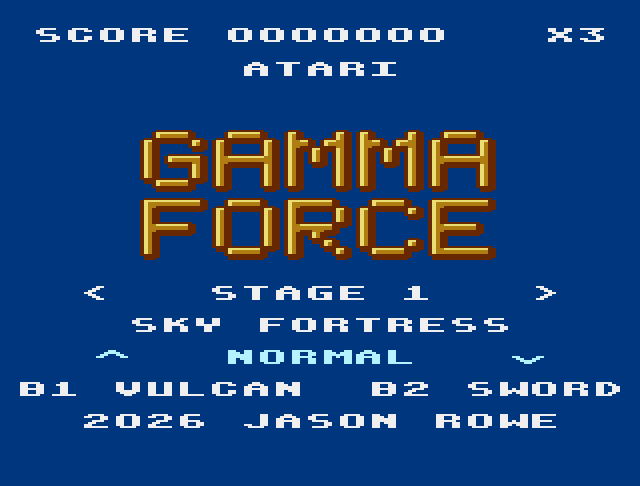 SCORE 0000000 X3
ATARI
GAMMA
FORCE
< STAGE 1 >
SKY FORTRESS
^ NORMAL ⌄
B1 VULCAN B2 SWORD
2026 JASON ROWE